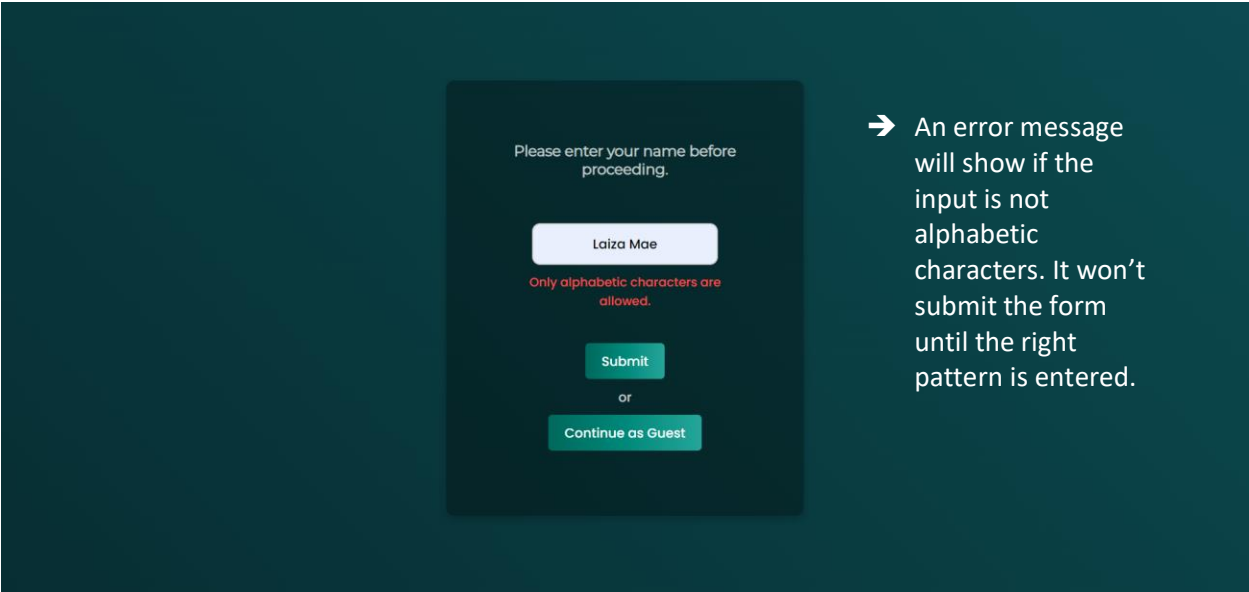 Please enter your name before
proceeding.
Laiza Mae
Only alphabetic characters are
allowed.
Submit
or
Continue as Guest
➔ An error message
will show if the
input is not
alphabetic
characters. It won’t
submit the form
until the right
pattern is entered.